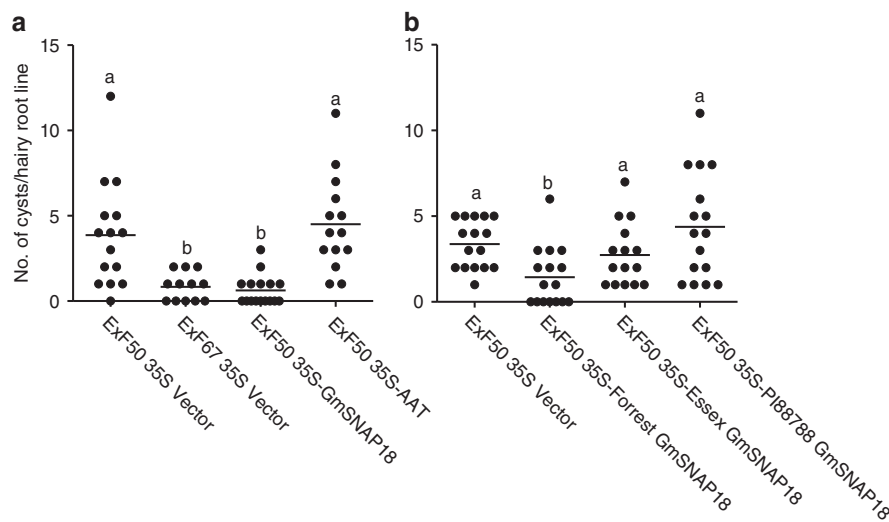 a
15
10
5
0
No. of cysts/hairy root line
a
b
b
a
ExF50 35S Vector
ExF67 35S Vector
ExF50 35S-GmSNAP18
ExF50 35S-AAT
b
15
10
5
0
a
b
a
a
ExF50 35S Vector
ExF50 35S-Forrest GmSNAP18
ExF50 35S-Essex GmSNAP18
ExF50 35S-PI88788 GmSNAP18